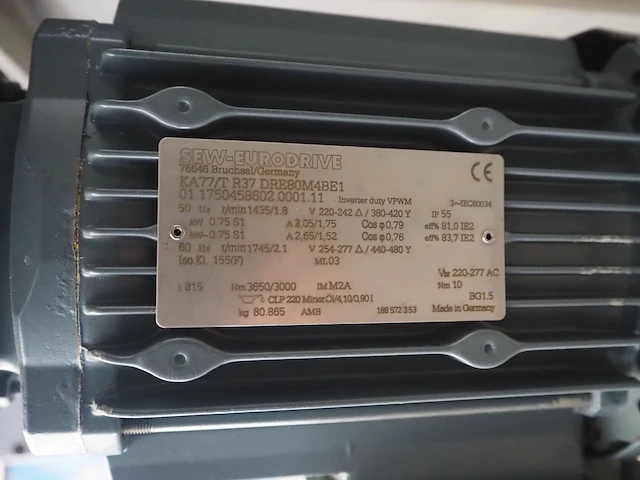 SEW-EURODRIVE
76646 Bruchsal/Germany
KA77/T R37 DRE80M4BE1
01.1750458602.0001.11 Inverter duty VPWM 3~IEC60034
50 Hz r/min 1435/1.8 V 220-242 Δ / 380-420 Y IP 55
kW 0.75 S1 A 3,05/1,75 Cos φ 0,79 eff% 81,0 IE2
kW 0.75 S1 A 2,65/1,52 Cos φ 0,76 eff% 83,7 IE2
60 Hz r/min 1745/2.1 V 254-277 Δ / 440-480 Y
Iso.Kl. 155(F) ML03
VBr 220-277 AC
i 815 Nm 3650/3000 IM M2A Nm 10
CLP 220 Miner.Öl/4,10/0,90 l BG1.5
kg 80.865 AMB 188 572 3.53 Made in Germany
CE